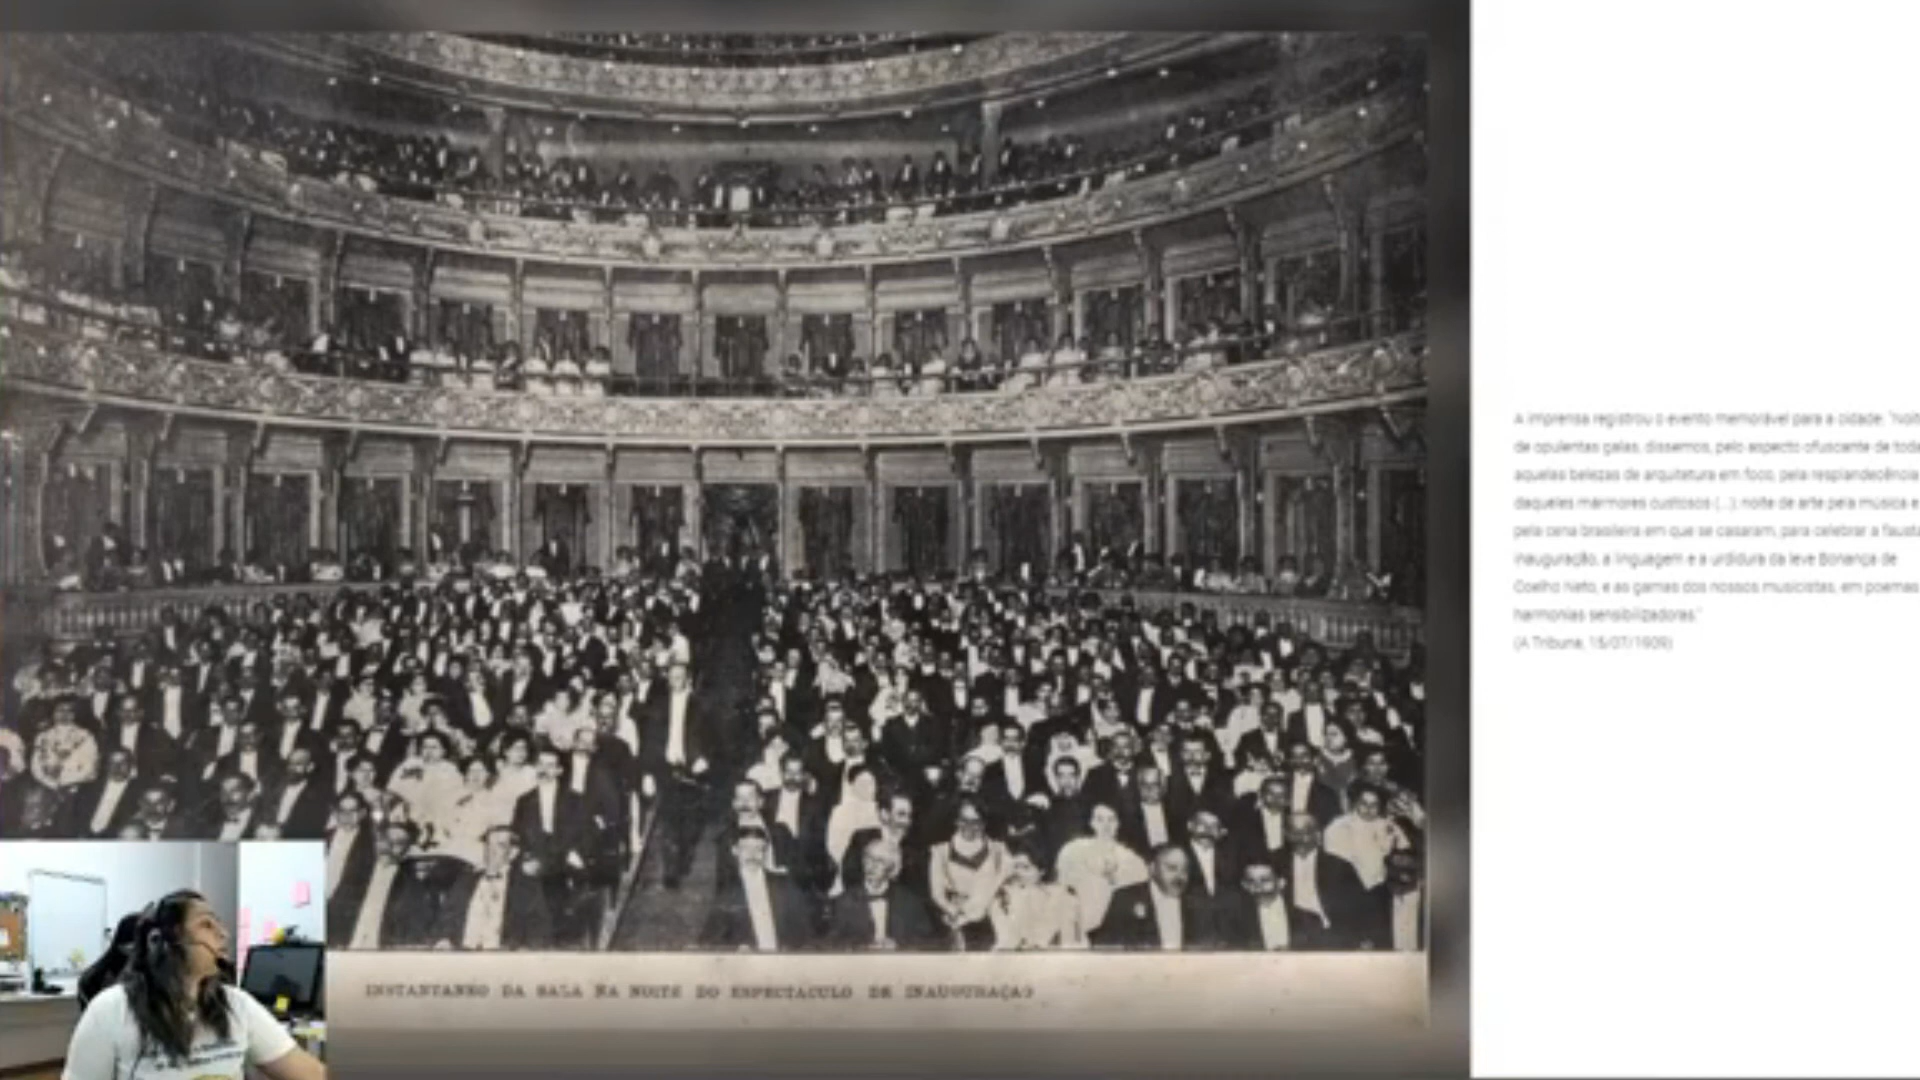 INSTANTANEO DA SALA NA NOITE DO ESPECTACULO DE INAUGURAÇAO
A imprensa registrou o evento memorável para a cidade: "Noit
de opulentas galas, dissemos, pelo aspecto ofuscante de toda
aquelas belezas de arquitetura em foco, pela resplandecência
daqueles mármores custosos (...); noite de arte pela música e
pela cena brasileira em que se casaram, para celebrar a fausta
inauguração, a linguagem e a urdidura da leve Bonança de
Coelho Neto, e as gamas dos nossos musicistas, em poemas
harmonias sensibilizadoras."
(A Tribuna, 15/07/1909)